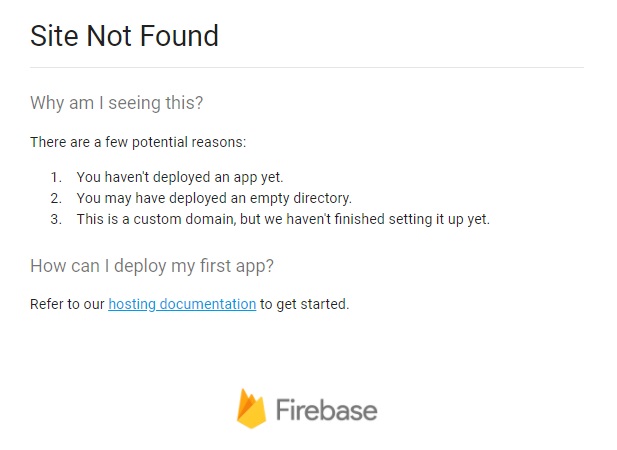 Site Not Found
Why am I seeing this?
There are a few potential reasons:
1. You haven't deployed an app yet.
2. You may have deployed an empty directory.
3. This is a custom domain, but we haven't finished setting it up yet.
How can I deploy my first app?
Refer to our hosting documentation to get started.
Firebase